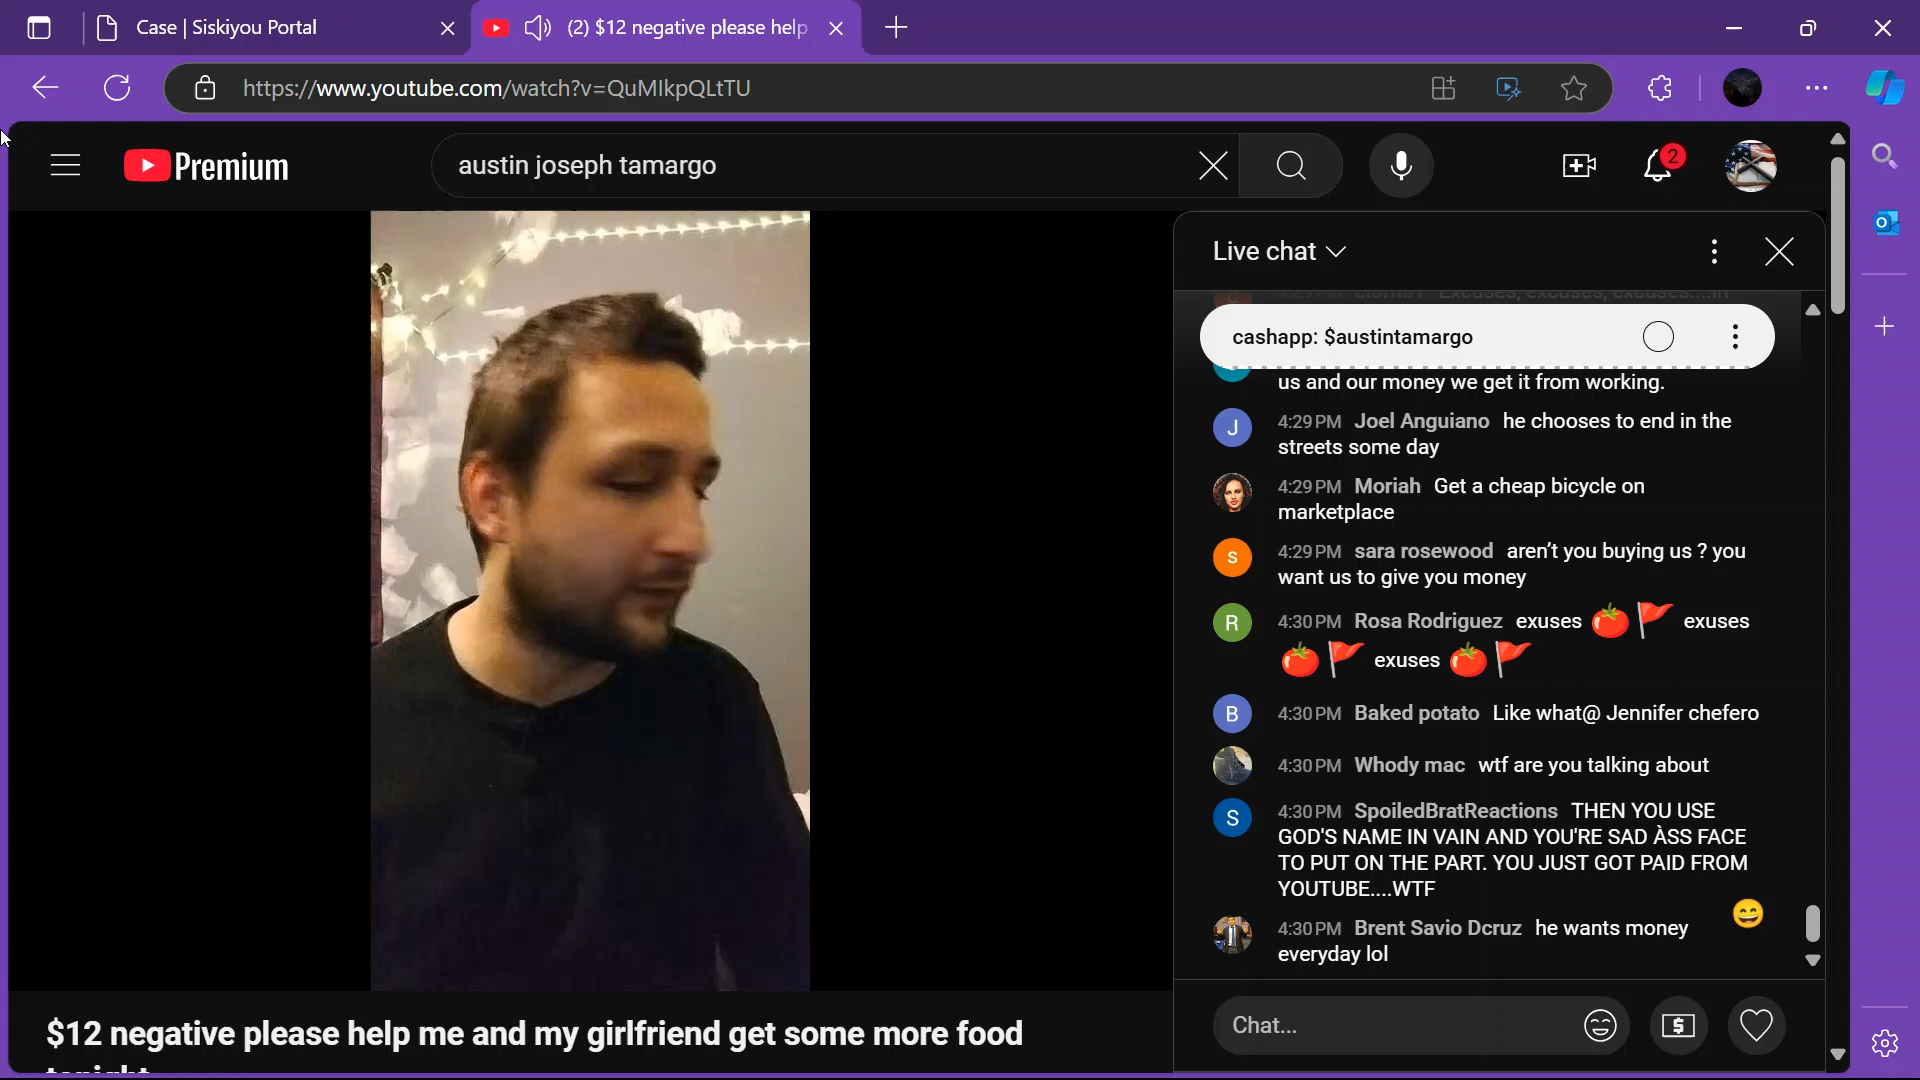 Case | Siskiyou Portal
(2) $12 negative please help
https://www.youtube.com/watch?v=QuMIkpQLtTU
Premium
austin joseph tamargo
2
Live chat
cashapp: $austintamargo
us and our money we get it from working.
J
4:29 PM Joel Anguiano he chooses to end in the
streets some day
4:29 PM Moriah Get a cheap bicycle on
marketplace
S
4:29 PM sara rosewood aren’t you buying us ? you
want us to give you money
R
4:30 PM Rosa Rodriguez exuses 🍅🚩 exuses
🍅🚩 exuses 🍅🚩
B
4:30 PM Baked potato Like what@ Jennifer chefero
4:30 PM Whody mac wtf are you talking about
S
4:30 PM SpoiledBratReactions THEN YOU USE
GOD'S NAME IN VAIN AND YOU'RE SAD ÀSS FACE
TO PUT ON THE PART. YOU JUST GOT PAID FROM
YOUTUBE....WTF
4:30 PM Brent Savio Dcruz he wants money
everyday lol
Chat...
$12 negative please help me and my girlfriend get some more food
tonight